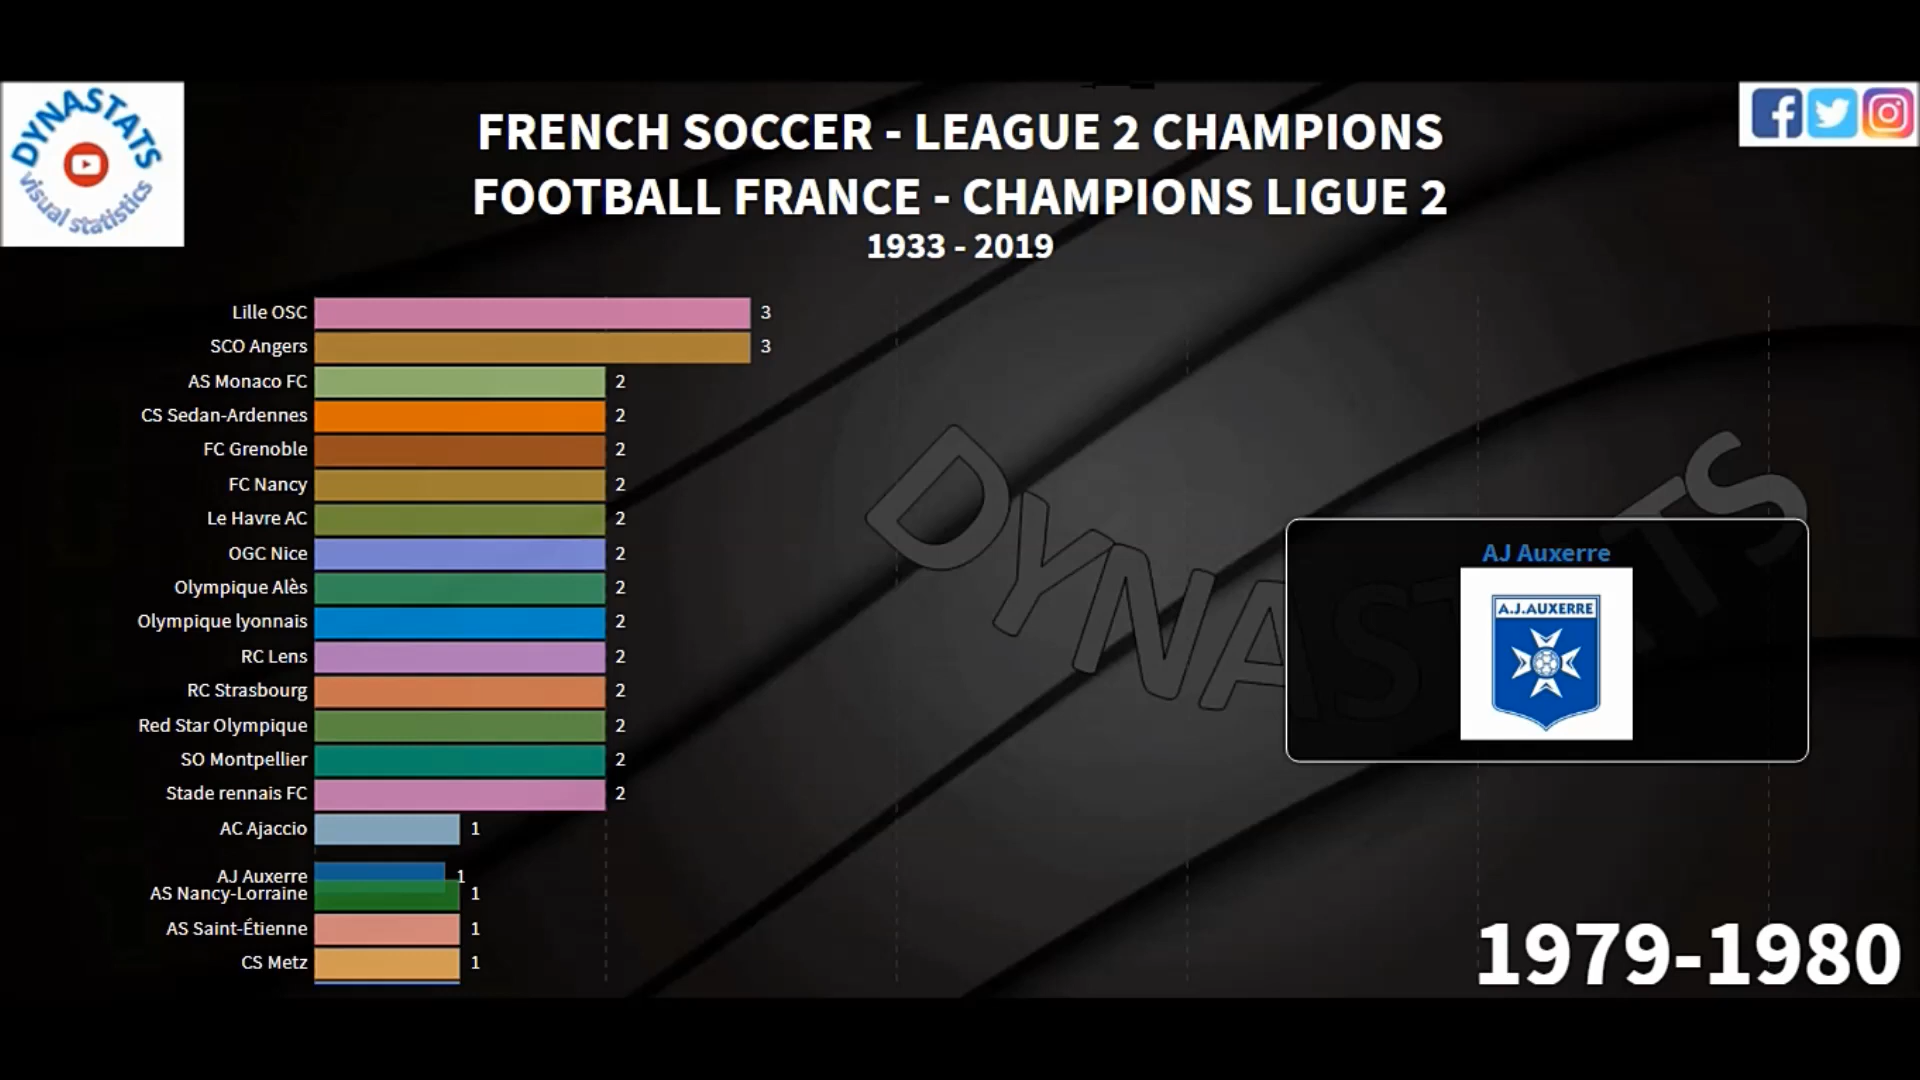 DYNASTATS
visual statistics
FRENCH SOCCER - LEAGUE 2 CHAMPIONS
FOOTBALL FRANCE - CHAMPIONS LIGUE 2
1933 - 2019
Lille OSC 3
SCO Angers 3
AS Monaco FC 2
CS Sedan-Ardennes 2
FC Grenoble 2
FC Nancy 2
Le Havre AC 2
OGC Nice 2
Olympique Alès 2
Olympique lyonnais 2
RC Lens 2
RC Strasbourg 2
Red Star Olympique 2
SO Montpellier 2
Stade rennais FC 2
AC Ajaccio 1
AJ Auxerre 1
AS Nancy-Lorraine 1
AS Saint-Étienne 1
CS Metz 1
DYNASTATS
AJ Auxerre
A.J.AUXERRE
1979-1980